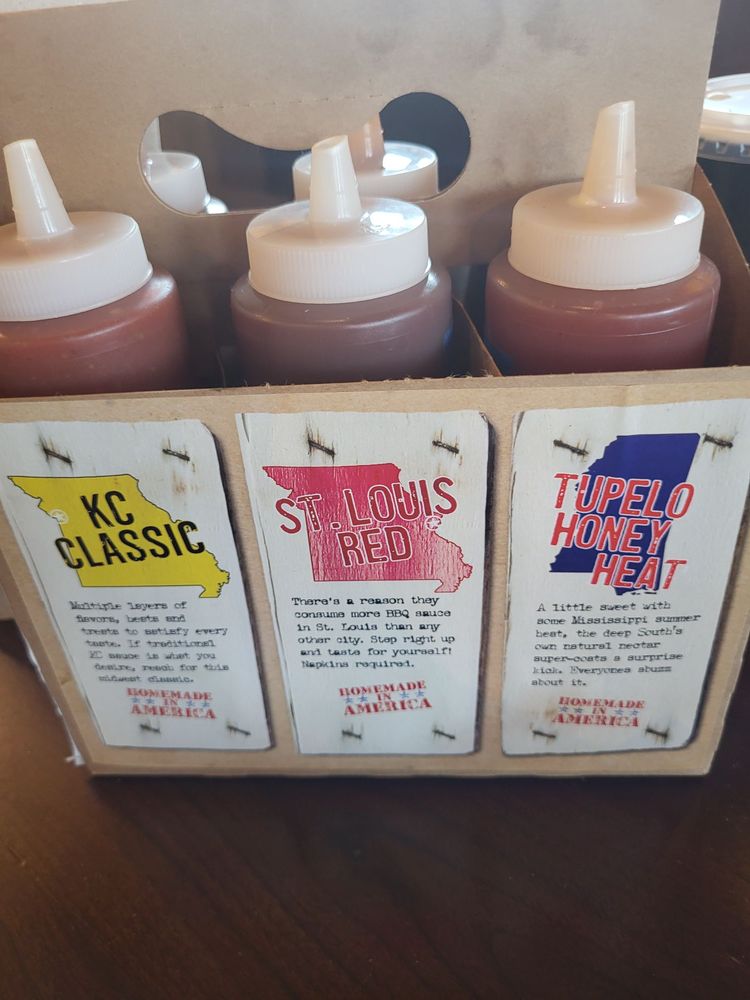 KC
CLASSIC
Multiple layers of
flavors, heats and
treats to satisfy every
taste. If traditional
KC sauce is what you
desire, reach for this
midwest classic.
HOMEMADE
IN
AMERICA
ST. LOUIS
RED
There's a reason they
consume more BBQ sauce
in St. Louis than any
other city. Step right up
and taste for yourself!
Napkins required.
HOMEMADE
IN
AMERICA
TUPELO
HONEY
HEAT
A little sweet with
some Mississippi summer
heat, the deep South's
own natural nectar
super-coats a surprise
kick. Everyones abuzz
about it.
HOMEMADE
IN
AMERICA